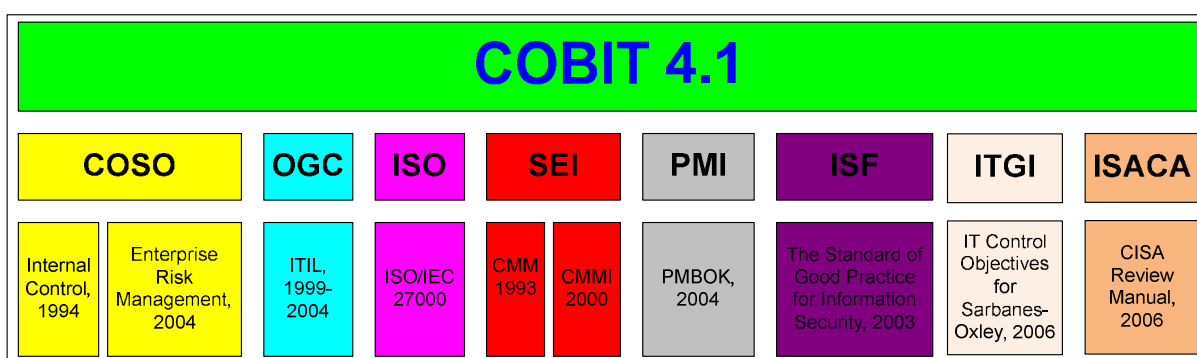 COBIT 4.1
COSO
OGC
ISO
SEI
PMI
ISF
ITGI
ISACA
Internal
Control,
1994
Enterprise
Risk
Management,
2004
ITIL,
1999-
2004
ISO/IEC
27000
CMM
1993
CMMI
2000
PMBOK,
2004
The Standard of
Good Practice
for Information
Security, 2003
IT Control
Objectives
for
Sarbanes-
Oxley, 2006
CISA
Review
Manual,
2006